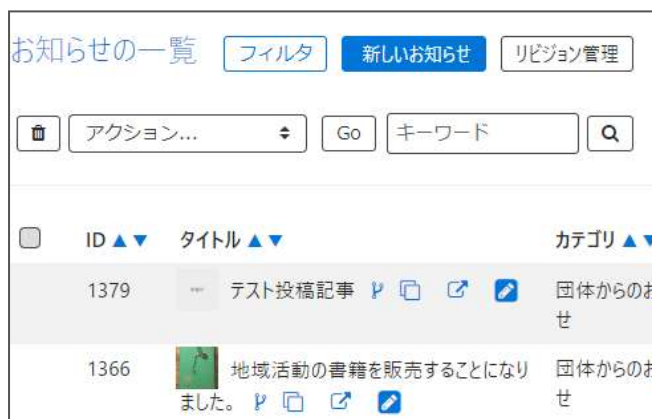 お知らせの一覧 フィルタ 新しいお知らせ リビジョン管理
アクション... Go キーワード
ID ▲▼ タイトル ▲▼ カテゴリ ▲▼
1379 テスト投稿記事 団体からのお
せ
1366 地域活動の書籍を販売することになり 団体からのお
ました。 せ